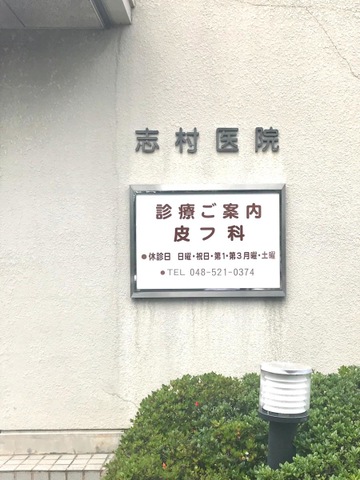 志村医院
診療ご案内
皮フ科
●休診日 日曜・祝日・第1・第3月曜・土曜
●TEL 048-521-0374